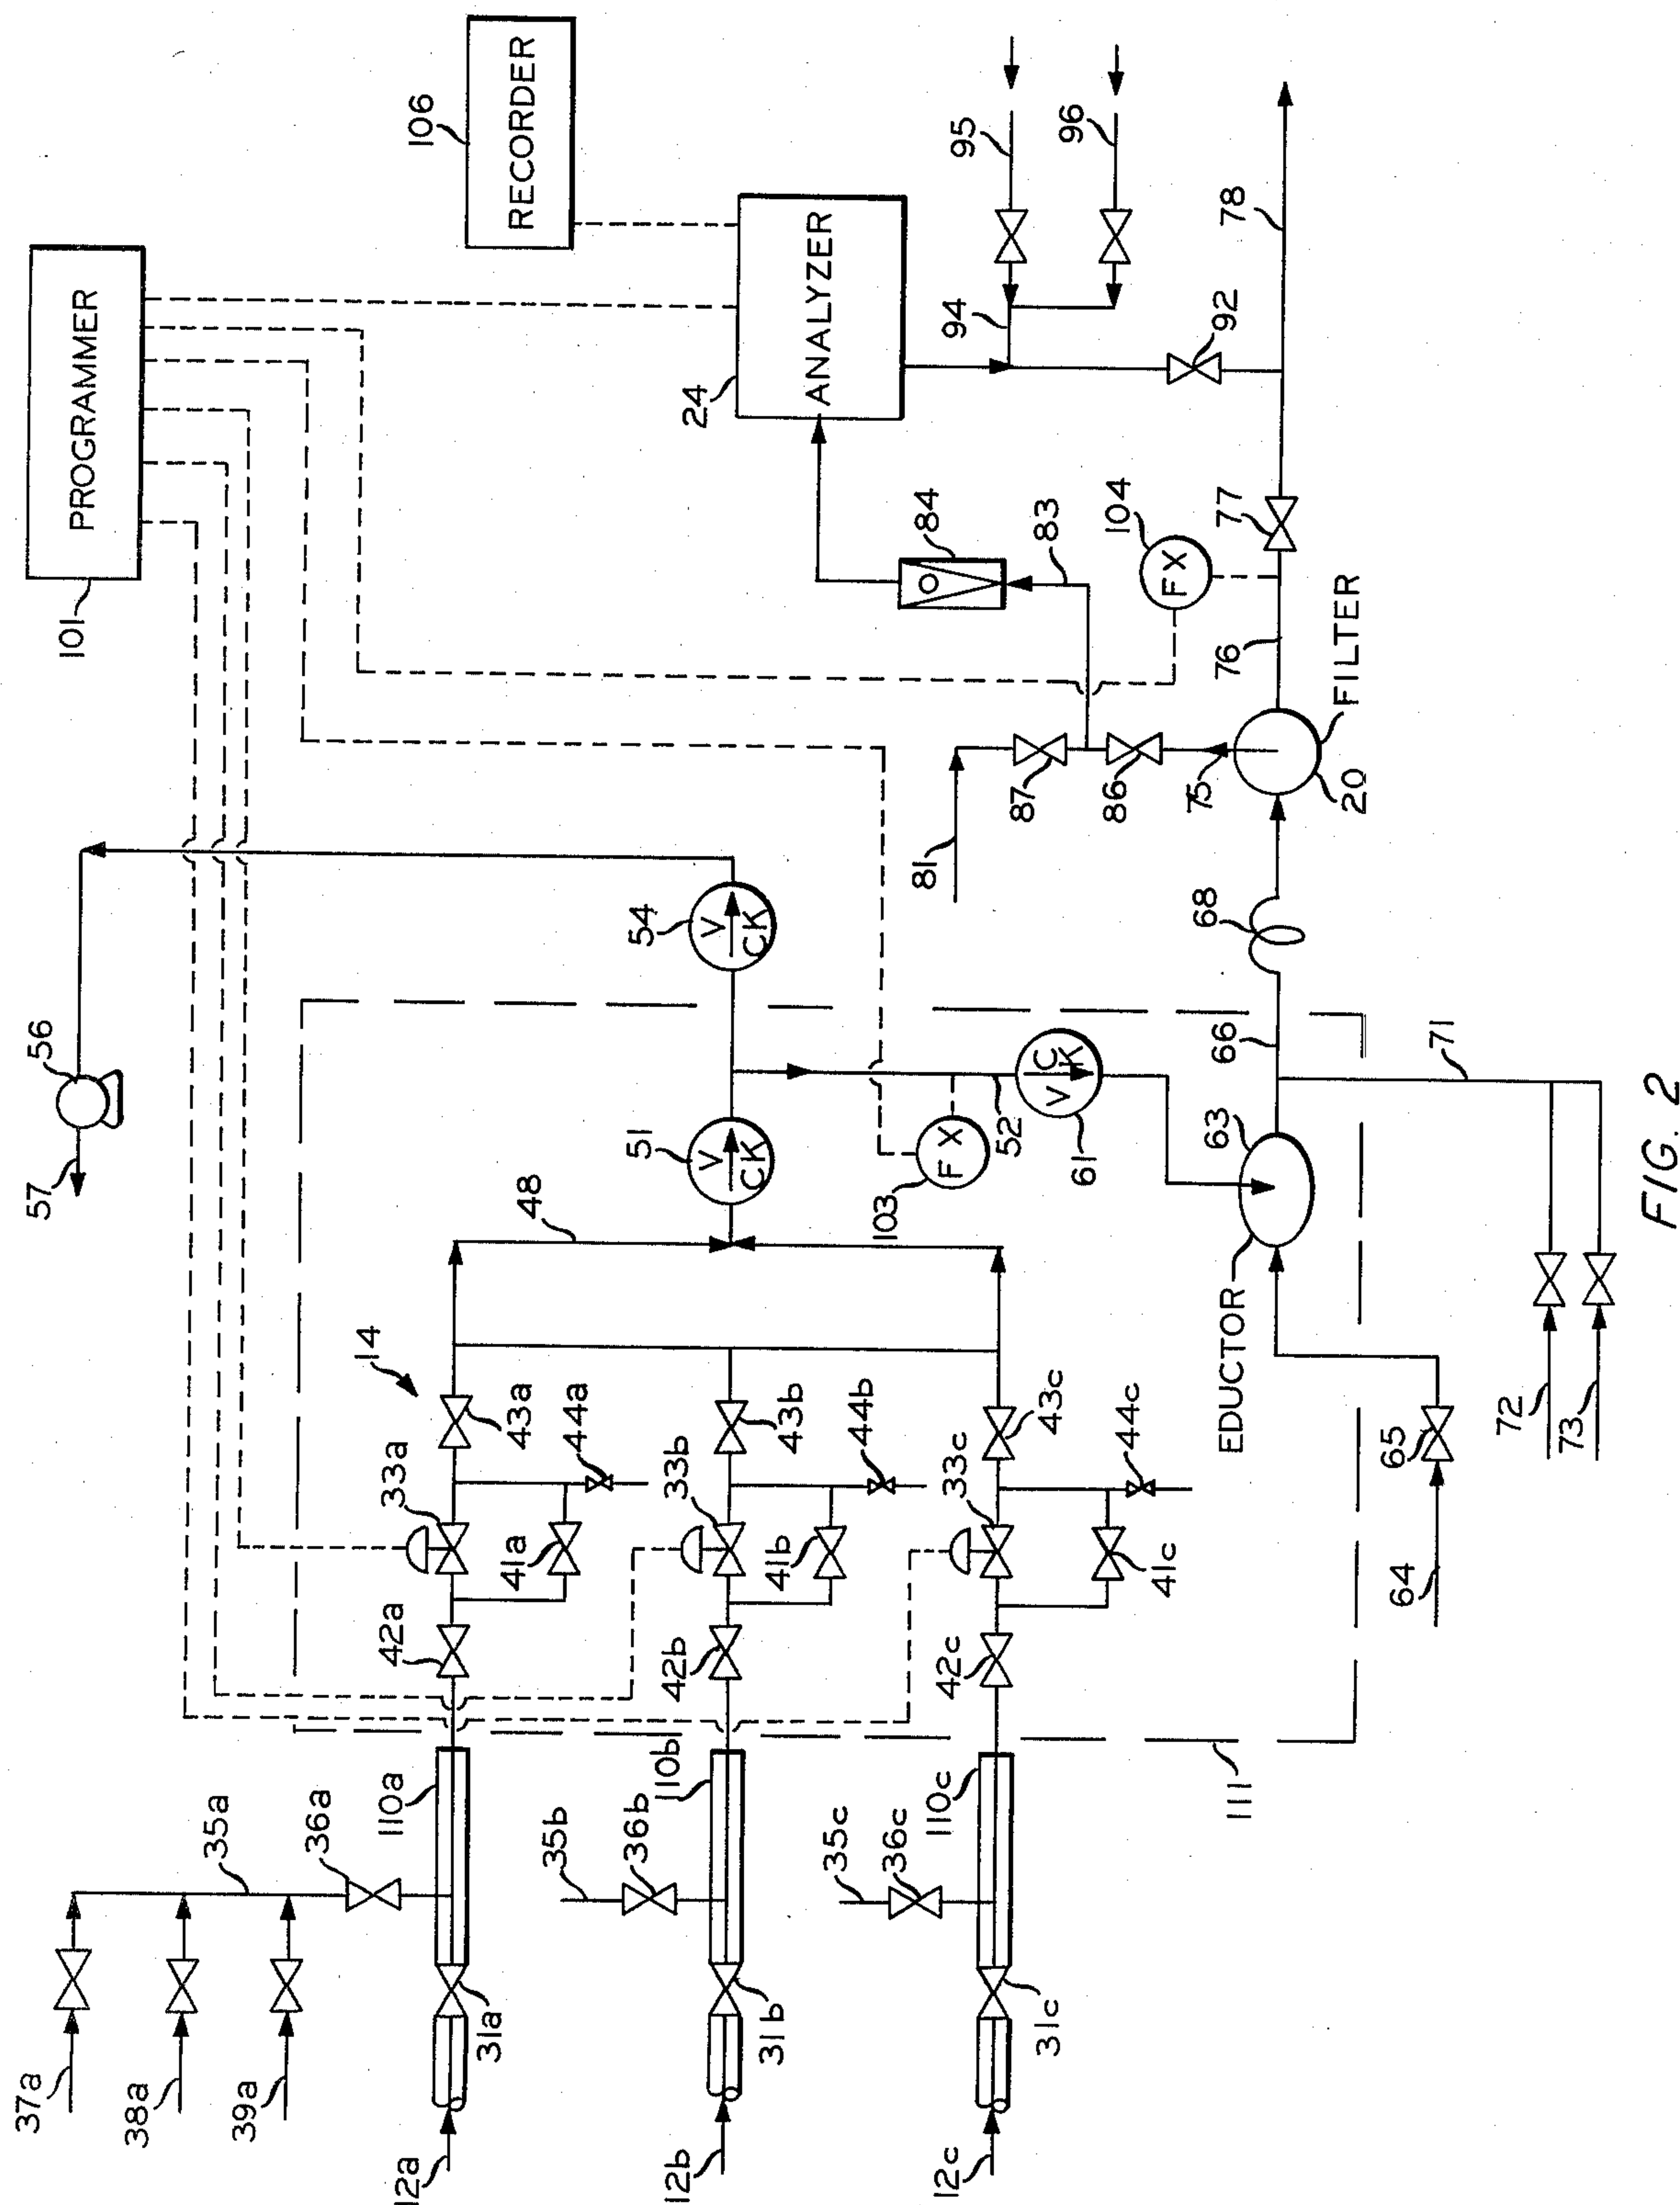 106
RECORDER
PROGRAMMER
101
24
ANALYZER
95
96
94
92
78
84
83
104
FX
77
76
FILTER
20
75
86
87
81
68
57
56
54
V
CK
51
V
CK
103
FX
52
61
V
CK
63
66
71
EDUCTOR
48
14
43a
33a
44a
41a
42a
43b
33b
44b
41b
42b
43c
33c
44c
41c
42c
65
64
72
73
111
110a
110b
110c
35a
36a
37a
38a
39a
35b
36b
35c
36c
31a
31b
31c
12a
12b
12c
FIG. 2